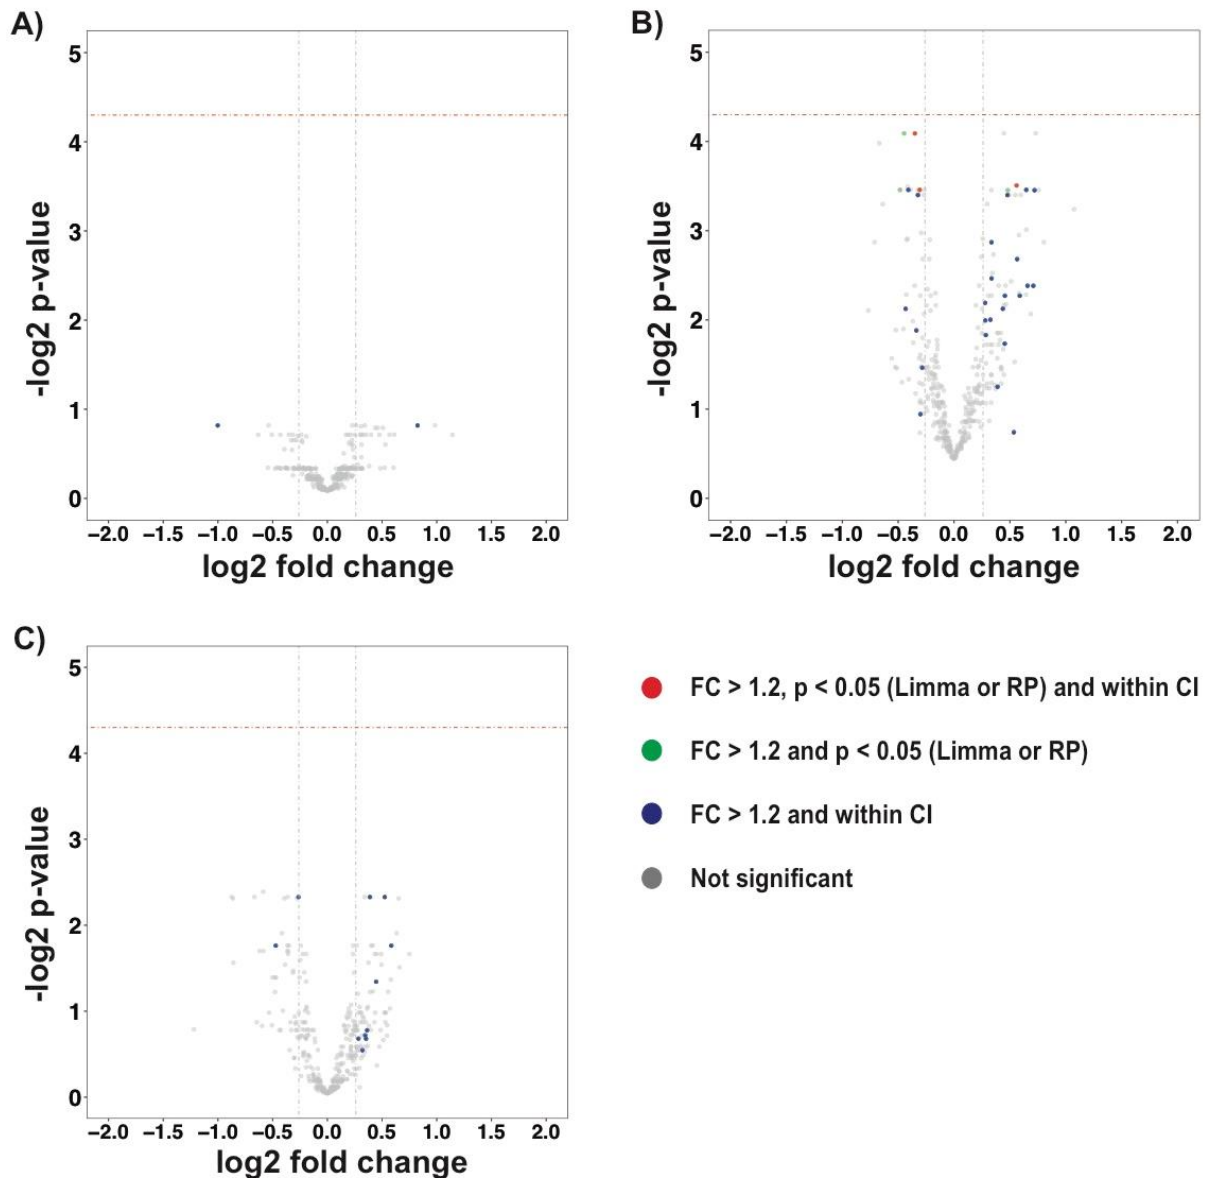 A)
5
4
3
2
1
0
-log2 p-value
−2.0 −1.5 −1.0 −0.5 0.0 0.5 1.0 1.5 2.0
log2 fold change
B)
5
4
3
2
1
0
-log2 p-value
−2.0 −1.5 −1.0 −0.5 0.0 0.5 1.0 1.5 2.0
log2 fold change
C)
5
4
3
2
1
0
-log2 p-value
−2.0 −1.5 −1.0 −0.5 0.0 0.5 1.0 1.5 2.0
log2 fold change
FC > 1.2, p < 0.05 (Limma or RP) and within CI
FC > 1.2 and p < 0.05 (Limma or RP)
FC > 1.2 and within CI
Not significant